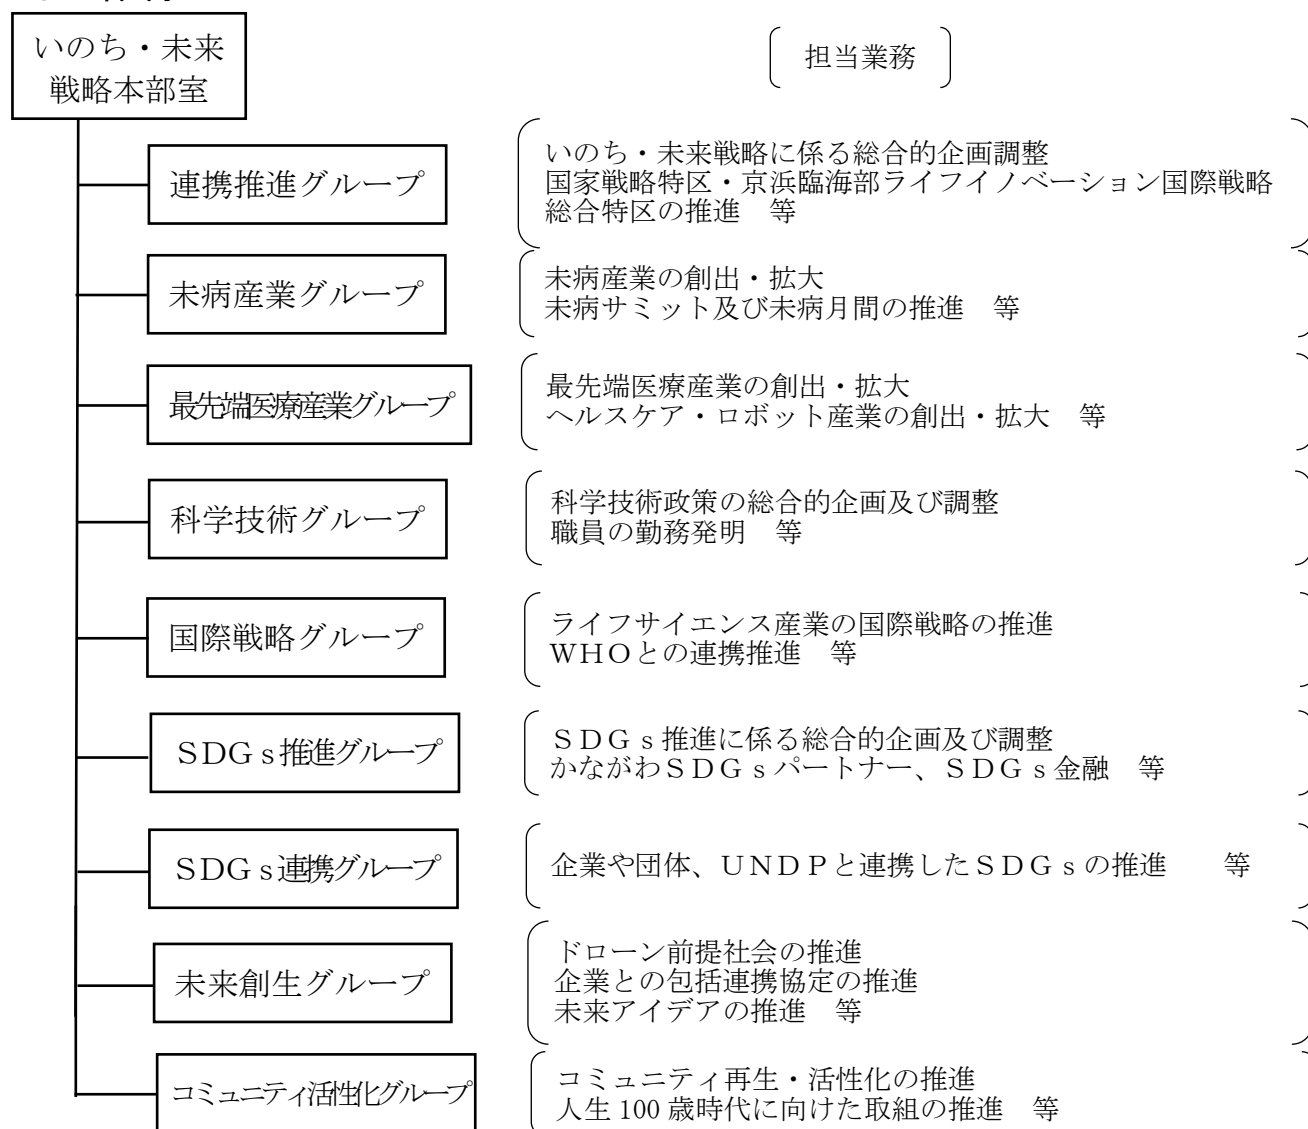 いのち・未来
戦略本部室
担当業務
連携推進グループ
いのち・未来戦略に係る総合的企画調整
国家戦略特区・京浜臨海部ライフイノベーション国際戦略
総合特区の推進　等
未病産業グループ
未病産業の創出・拡大
未病サミット及び未病月間の推進　等
最先端医療産業グループ
最先端医療産業の創出・拡大
ヘルスケア・ロボット産業の創出・拡大　等
科学技術グループ
科学技術政策の総合的企画及び調整
職員の勤務発明　等
国際戦略グループ
ライフサイエンス産業の国際戦略の推進
ＷＨＯとの連携推進　等
ＳＤＧｓ推進グループ
ＳＤＧｓ推進に係る総合的企画及び調整
かながわＳＤＧｓパートナー、ＳＤＧｓ金融　等
ＳＤＧｓ連携グループ
企業や団体、ＵＮＤＰと連携したＳＤＧｓの推進　　等
未来創生グループ
ドローン前提社会の推進
企業との包括連携協定の推進
未来アイデアの推進　等
コミュニティ活性化グループ
コミュニティ再生・活性化の推進
人生 100 歳時代に向けた取組の推進　等